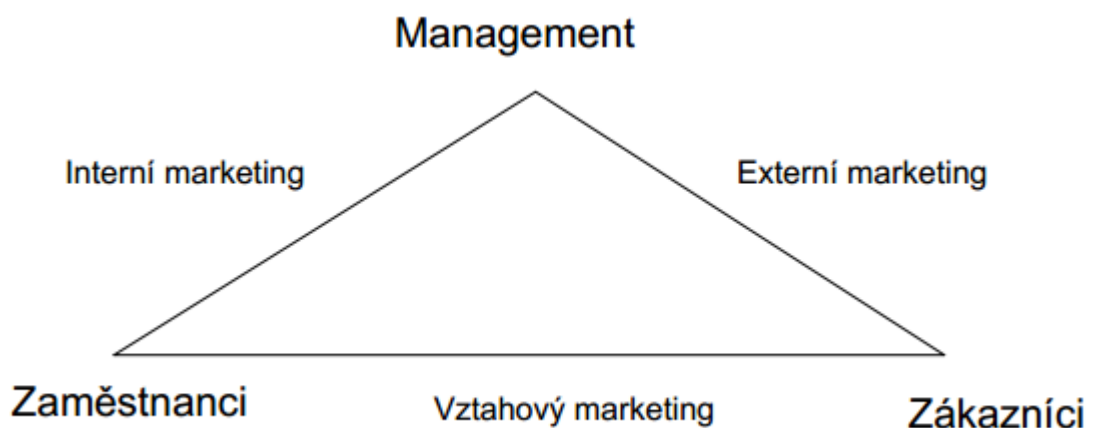 Management
Interní marketing
Externí marketing
Zaměstnanci
Vztahový marketing
Zákazníci